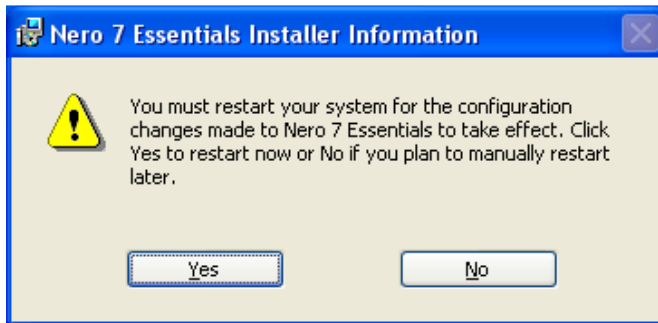 Nero 7 Essentials Installer Information
You must restart your system for the configuration
changes made to Nero 7 Essentials to take effect. Click
Yes to restart now or No if you plan to manually restart
later.
Yes
No